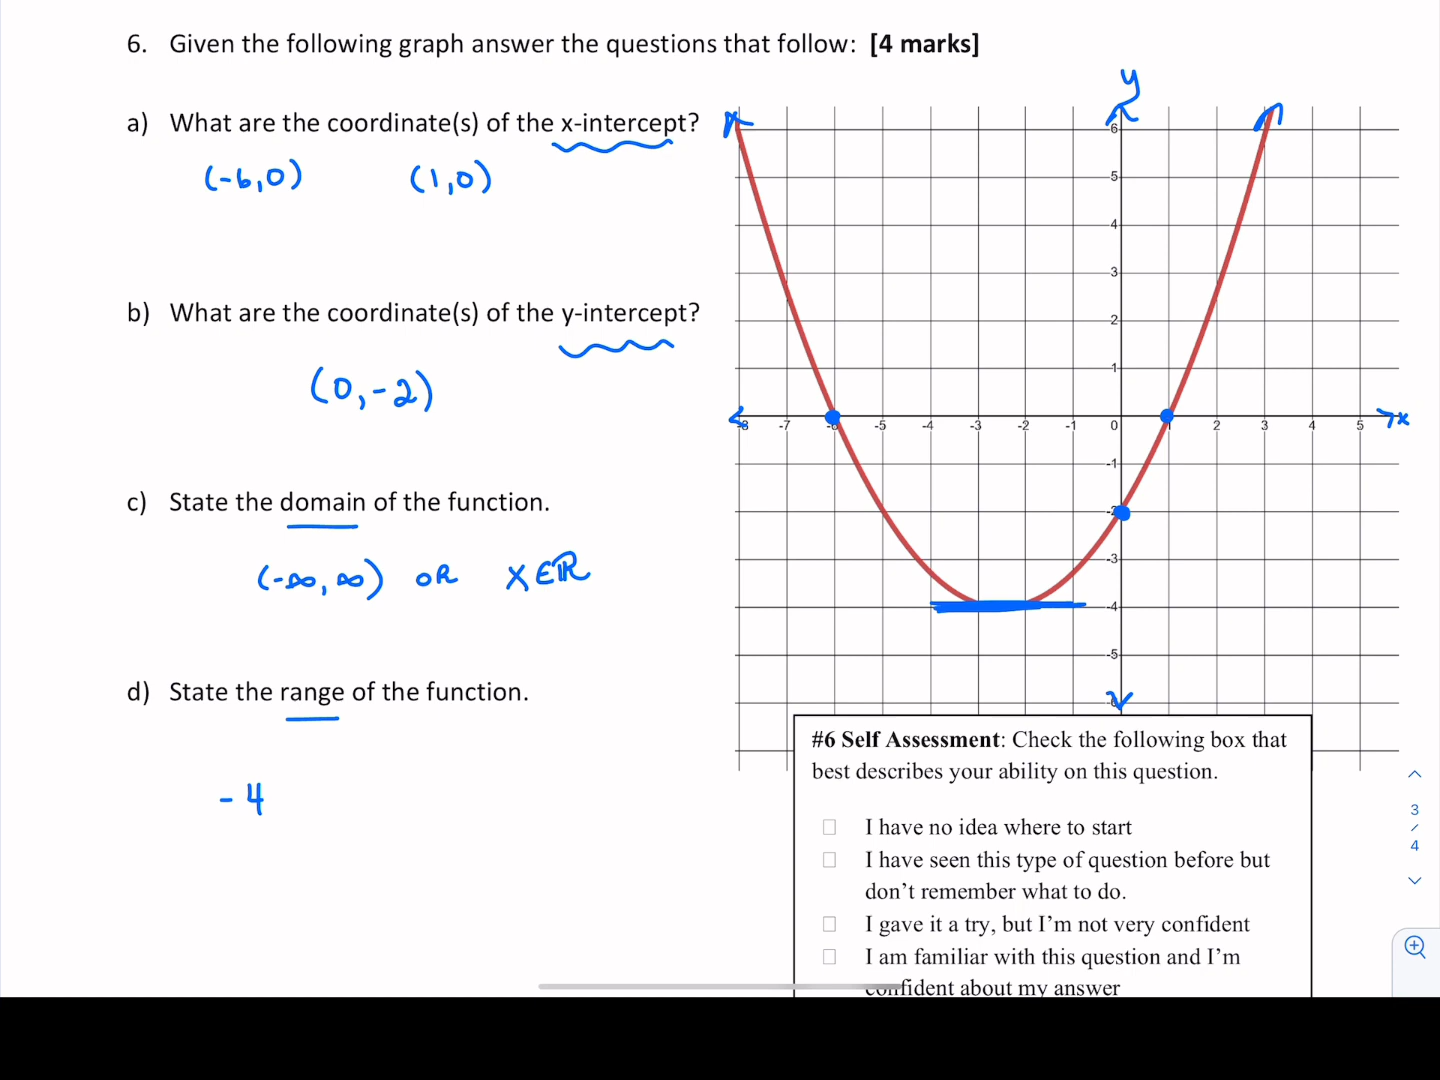 6. Given the following graph answer the questions that follow: [4 marks]
a) What are the coordinate(s) of the x-intercept?
(-6,0) (1,0)
b) What are the coordinate(s) of the y-intercept?
(0,-2)
c) State the domain of the function.
(-∞, ∞) OR X∈ℝ
d) State the range of the function.
-4
y
6
5
4
3
2
1
-8 -7 -6 -5 -4 -3 -2 -1 0 1 2 3 4 5 x
-1
-2
-3
-4
-5
-6
#6 Self Assessment: Check the following box that
best describes your ability on this question.
☐ I have no idea where to start
☐ I have seen this type of question before but
don’t remember what to do.
☐ I gave it a try, but I’m not very confident
☐ I am familiar with this question and I’m
confident about my answer
3
/
4